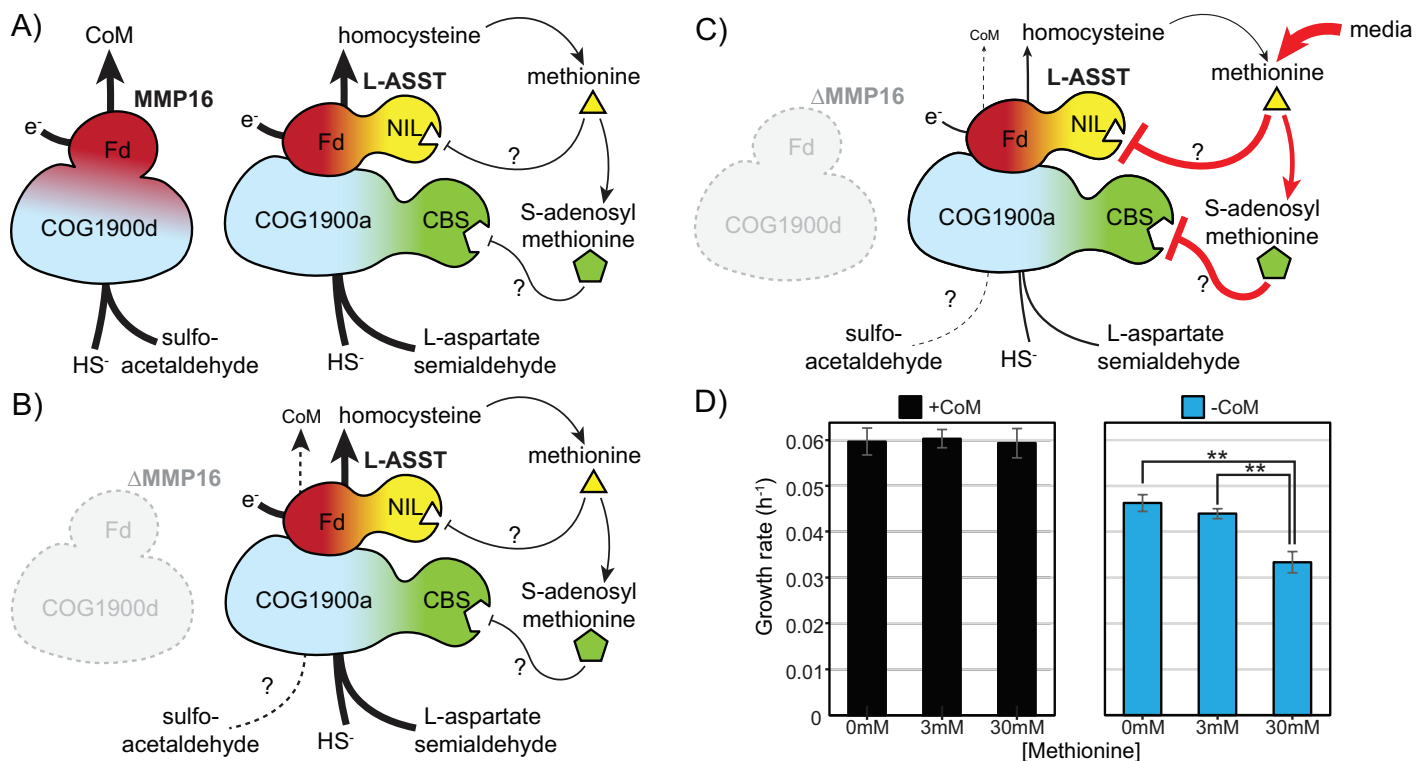 A)
CoM
MMP16
e-
Fd
COG1900d
HS-
sulfo-
acetaldehyde
homocysteine
L-ASST
methionine
e-
Fd
NIL
?
COG1900a
CBS
S-adenosyl
methionine
?
HS-
L-aspartate
semialdehyde
B)
ΔMMP16
Fd
COG1900d
CoM
homocysteine
L-ASST
methionine
e-
Fd
NIL
?
COG1900a
CBS
S-adenosyl
methionine
?
?
sulfo-
acetaldehyde
HS-
L-aspartate
semialdehyde
C)
ΔMMP16
Fd
COG1900d
CoM
homocysteine
media
L-ASST
methionine
e-
Fd
NIL
?
COG1900a
CBS
S-adenosyl
methionine
?
?
sulfo-
acetaldehyde
HS-
L-aspartate
semialdehyde
D)
+CoM
-CoM
Growth rate (h-1)
0.06
0.05
0.04
0.03
0.02
0.01
0
**
**
0mM 3mM 30mM
0mM 3mM 30mM
[Methionine]